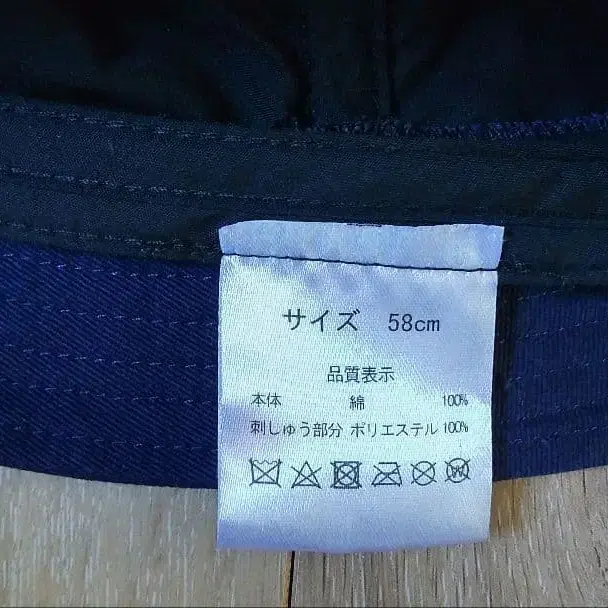 サイズ 58cm
品質表示
本体 綿 100%
刺しゅう部分 ポリエステル 100%